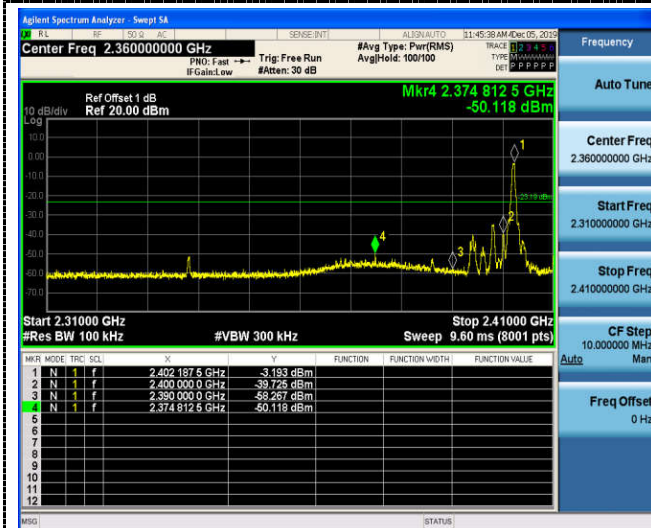 Agilent Spectrum Analyzer - Swept SA
RL RF 50 Ω AC SENSE:INT ALIGNAUTO 11:45:38 AM Dec 05, 2019
Center Freq 2.360000000 GHz
PNO: Fast
IFGain:Low
Trig: Free Run
#Atten: 30 dB
#Avg Type: Pwr(RMS)
Avg|Hold: 100/100
TRACE 1 2 3 4 5 6
TYPE M
DET P P P P P P
Frequency
Auto Tune
Center Freq
2.360000000 GHz
Start Freq
2.310000000 GHz
Stop Freq
2.410000000 GHz
CF Step
10.000000 MHz
Auto Man
Freq Offset
0 Hz
Mkr4 2.374 812 5 GHz
-50.118 dBm
Ref Offset 1 dB
10 dB/div Ref 20.00 dBm
Log
10.0
0.00
-10.0
-20.0
-30.0
-40.0
-50.0
-60.0
-70.0
1
2
3
4
Start 2.31000 GHz Stop 2.41000 GHz
#Res BW 100 kHz #VBW 300 kHz Sweep 9.60 ms (8001 pts)
MKR MODE TRC SCL X Y FUNCTION FUNCTION WIDTH FUNCTION VALUE
1 N 1 f 2.402 187 5 GHz -3.193 dBm
2 N 1 f 2.400 000 0 GHz -39.725 dBm
3 N 1 f 2.390 000 0 GHz -58.267 dBm
4 N 1 f 2.374 812 5 GHz -50.118 dBm
5
6
7
8
9
10
11
12
MSG STATUS